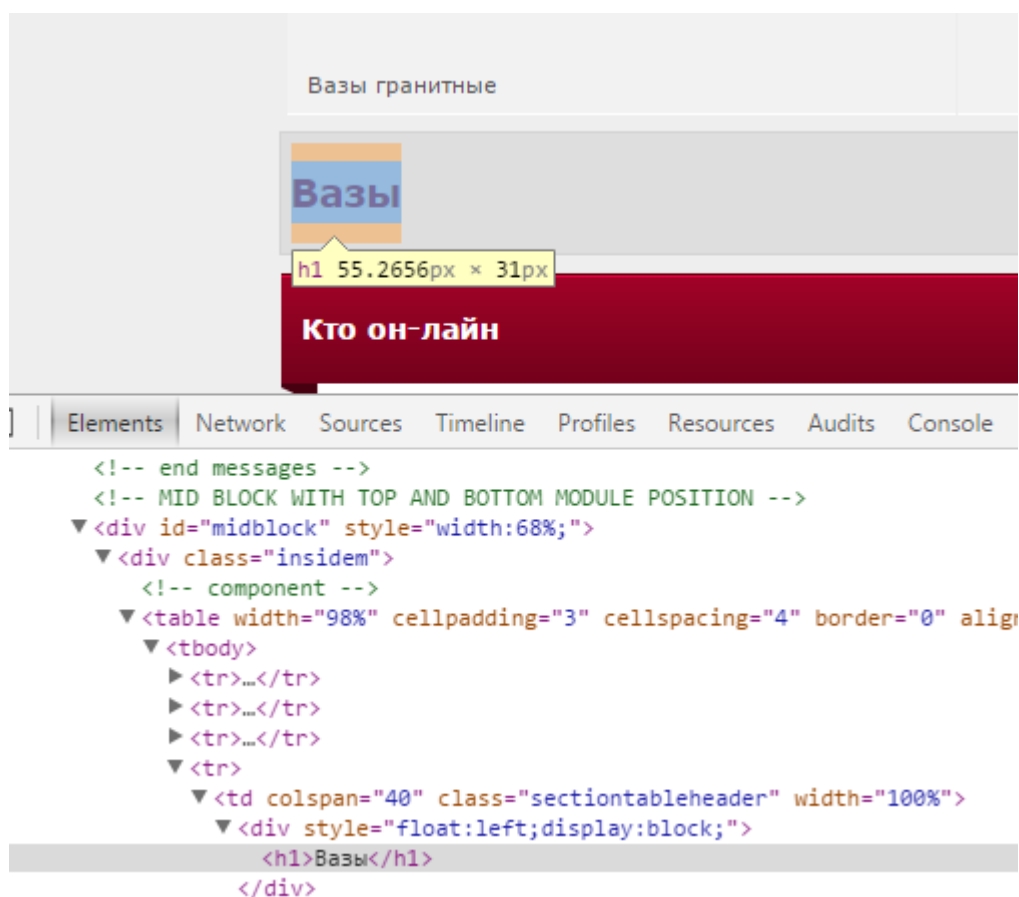 Вазы гранитные
Вазы
h1 55.2656px × 31px
Кто он-лайн
Elements Network Sources Timeline Profiles Resources Audits Console
<!-- end messages -->
<!-- MID BLOCK WITH TOP AND BOTTOM MODULE POSITION -->
▼<div id="midblock" style="width:68%;">
▼<div class="insidem">
<!-- component -->
▼<table width="98%" cellpadding="3" cellspacing="4" border="0" align
▼<tbody>
▶<tr>…</tr>
▶<tr>…</tr>
▶<tr>…</tr>
▼<tr>
▼<td colspan="40" class="sectiontableheader" width="100%">
▼<div style="float:left;display:block;">
<h1>Вазы</h1>
</div>